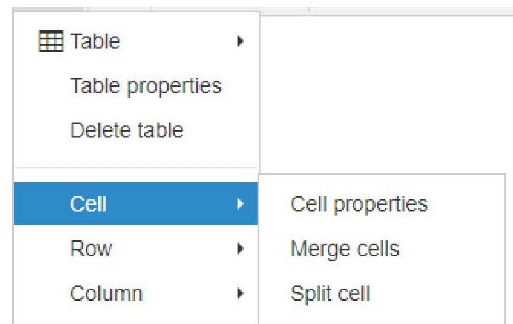 Table
Table properties
Delete table
Cell
Row
Column
Cell properties
Merge cells
Split cell